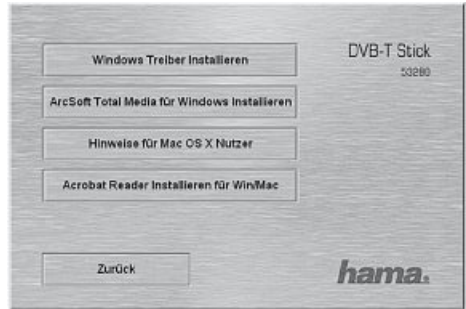 DVB-T Stick
53280
Windows Treiber Installieren
ArcSoft Total Media für Windows Installieren
Hinweise für Mac OS X Nutzer
Acrobat Reader Installieren für Win/Mac
Zurück
hama.